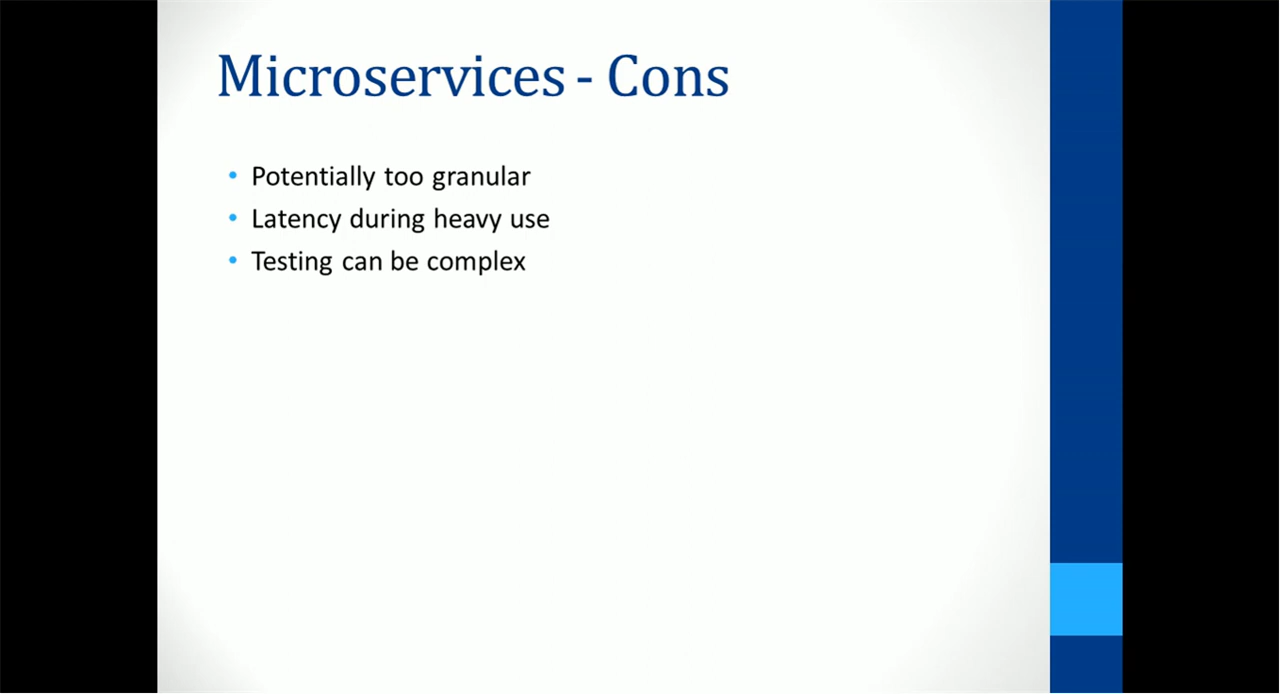 Microservices - Cons
• Potentially too granular
• Latency during heavy use
• Testing can be complex